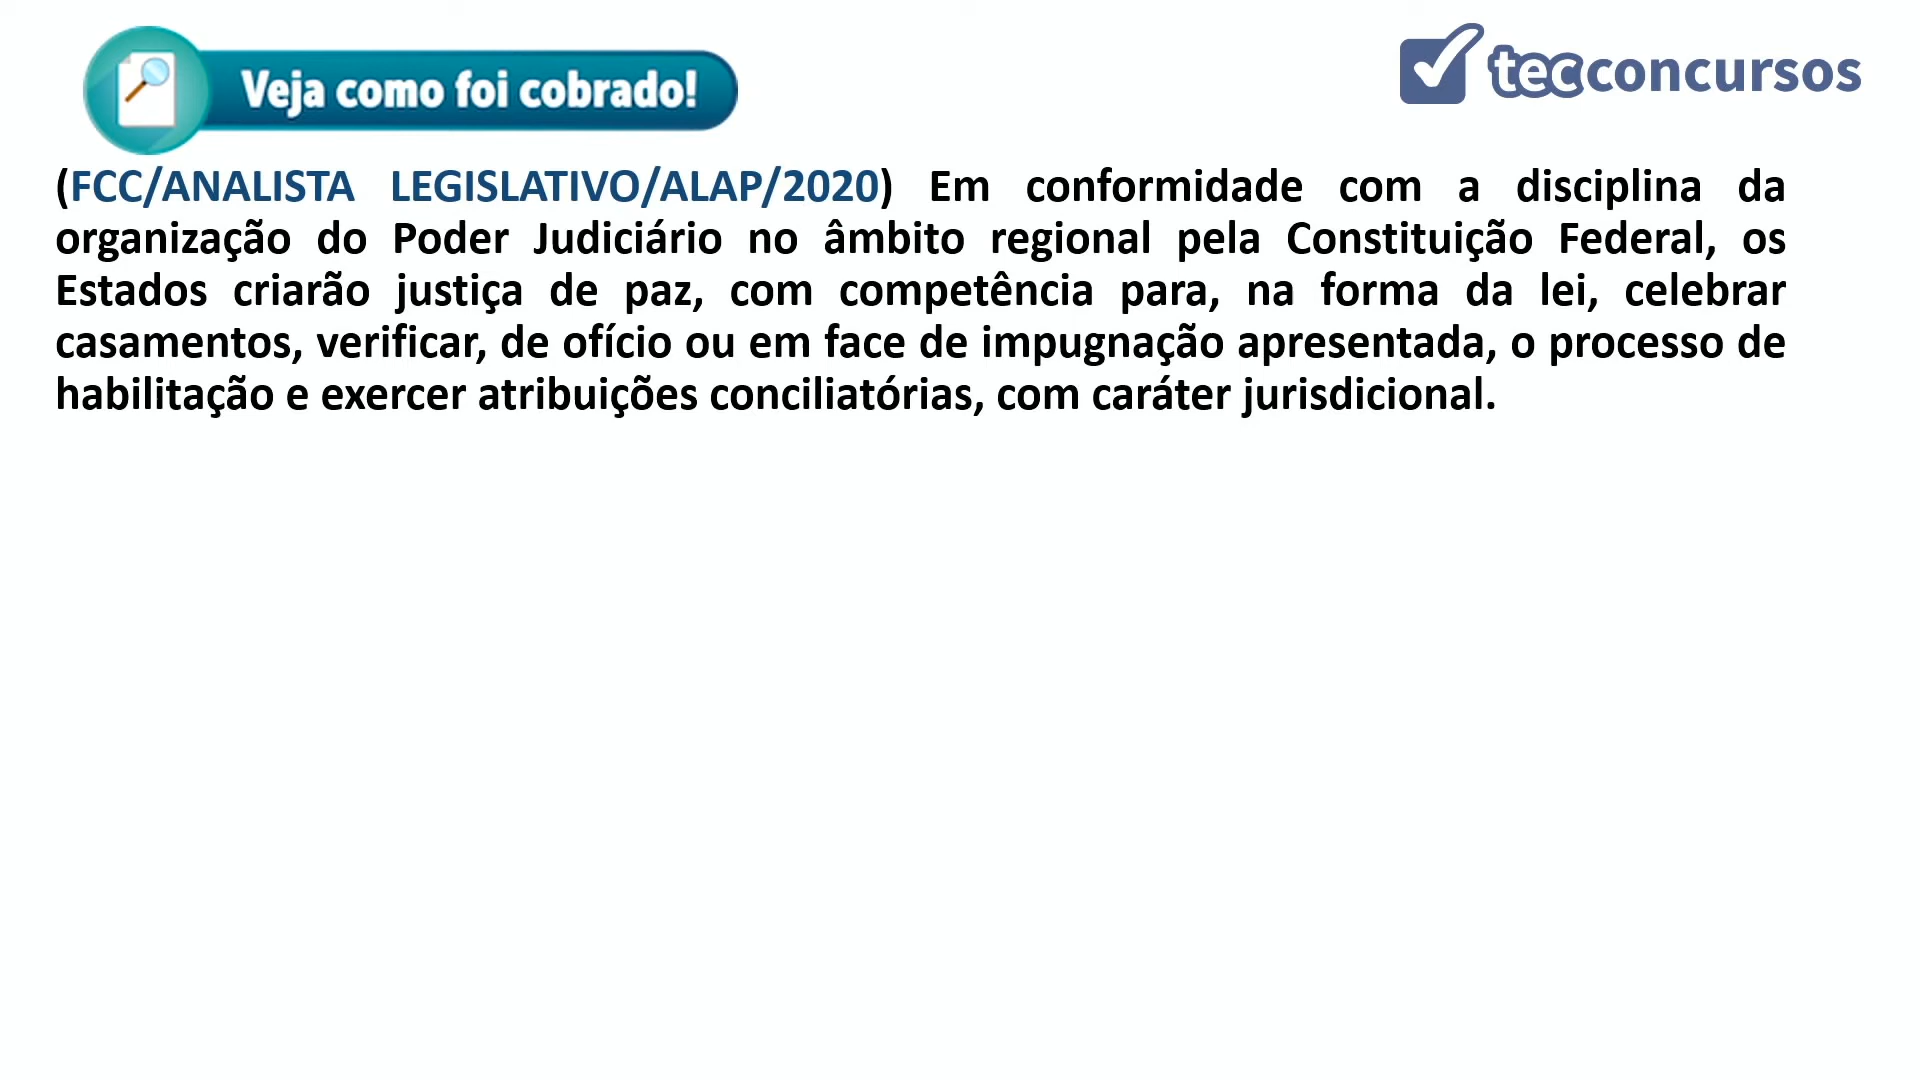 Veja como foi cobrado!
tecconcursos
(FCC/ANALISTA LEGISLATIVO/ALAP/2020) Em conformidade com a disciplina da
organização do Poder Judiciário no âmbito regional pela Constituição Federal, os
Estados criarão justiça de paz, com competência para, na forma da lei, celebrar
casamentos, verificar, de ofício ou em face de impugnação apresentada, o processo de
habilitação e exercer atribuições conciliatórias, com caráter jurisdicional.